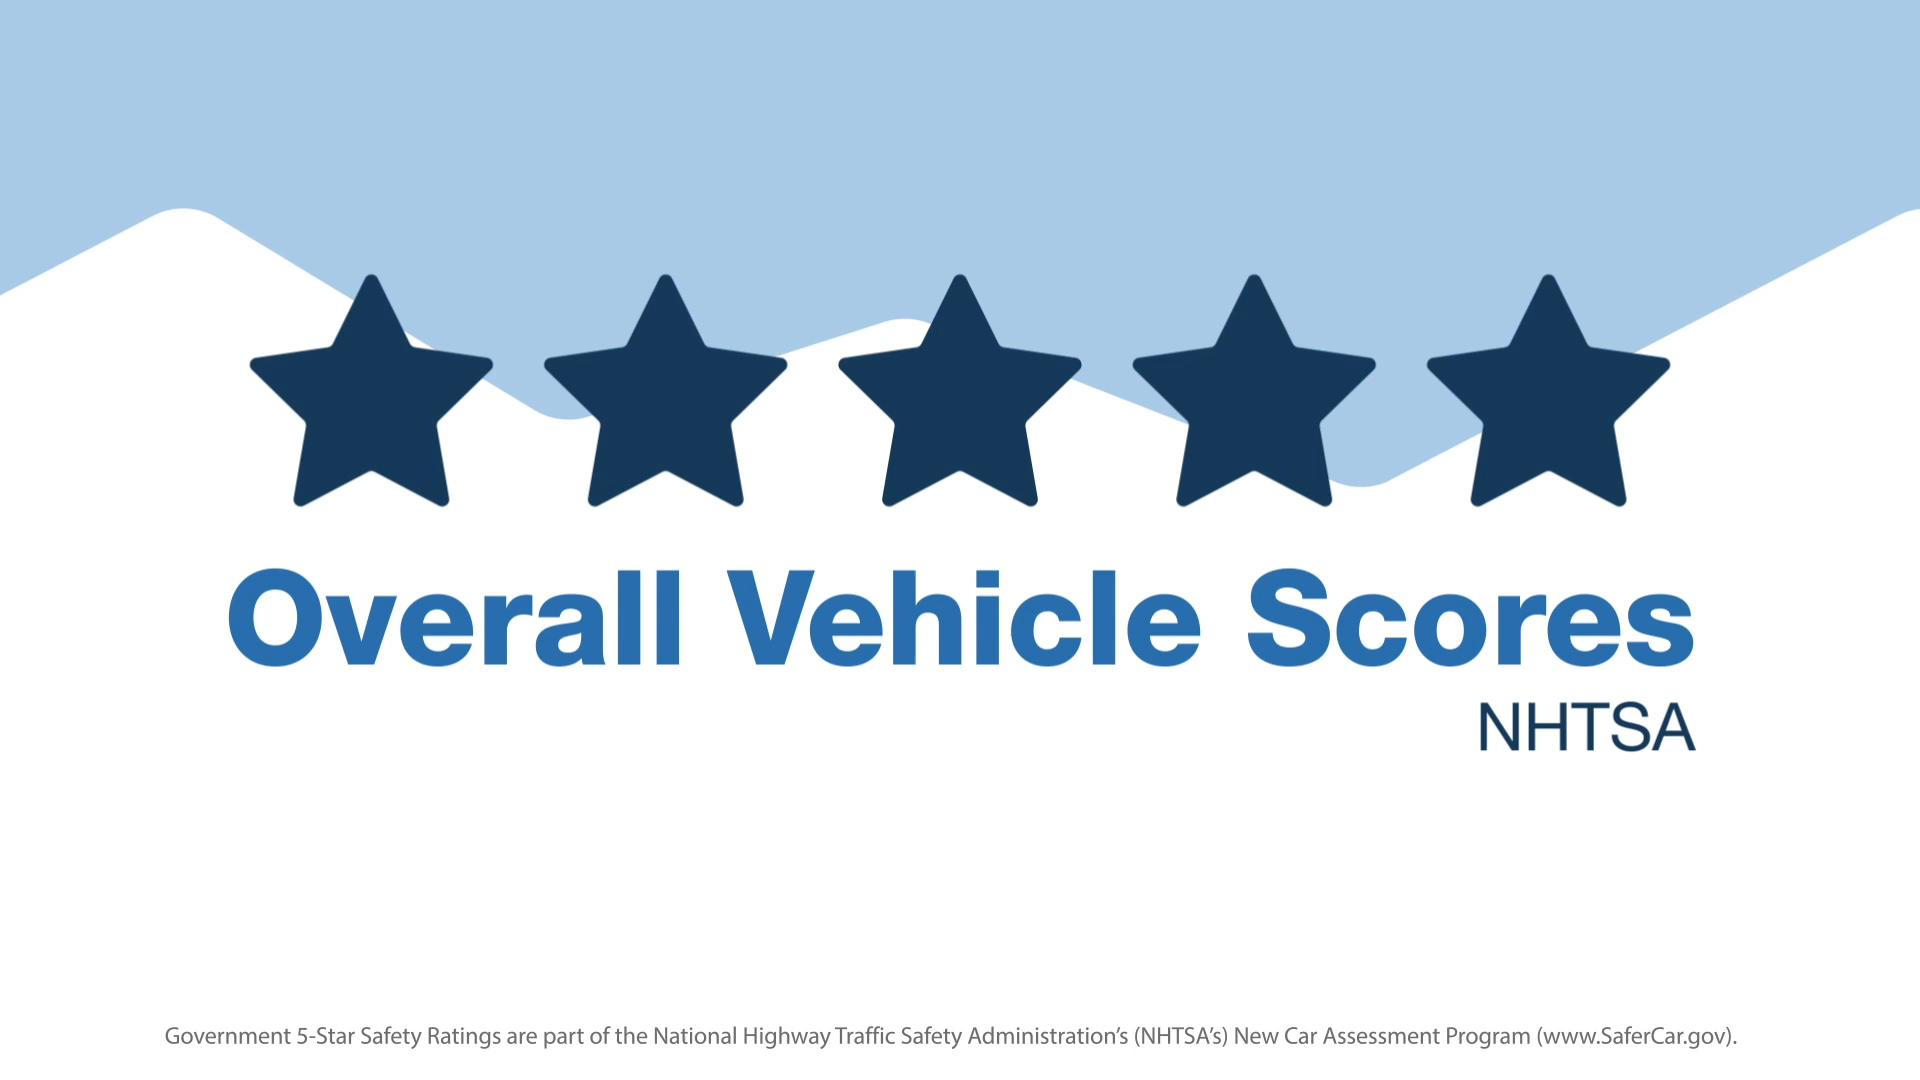 Overall Vehicle Scores
NHTSA
Government 5-Star Safety Ratings are part of the National Highway Traffic Safety Administration’s (NHTSA’s) New Car Assessment Program (www.SaferCar.gov).